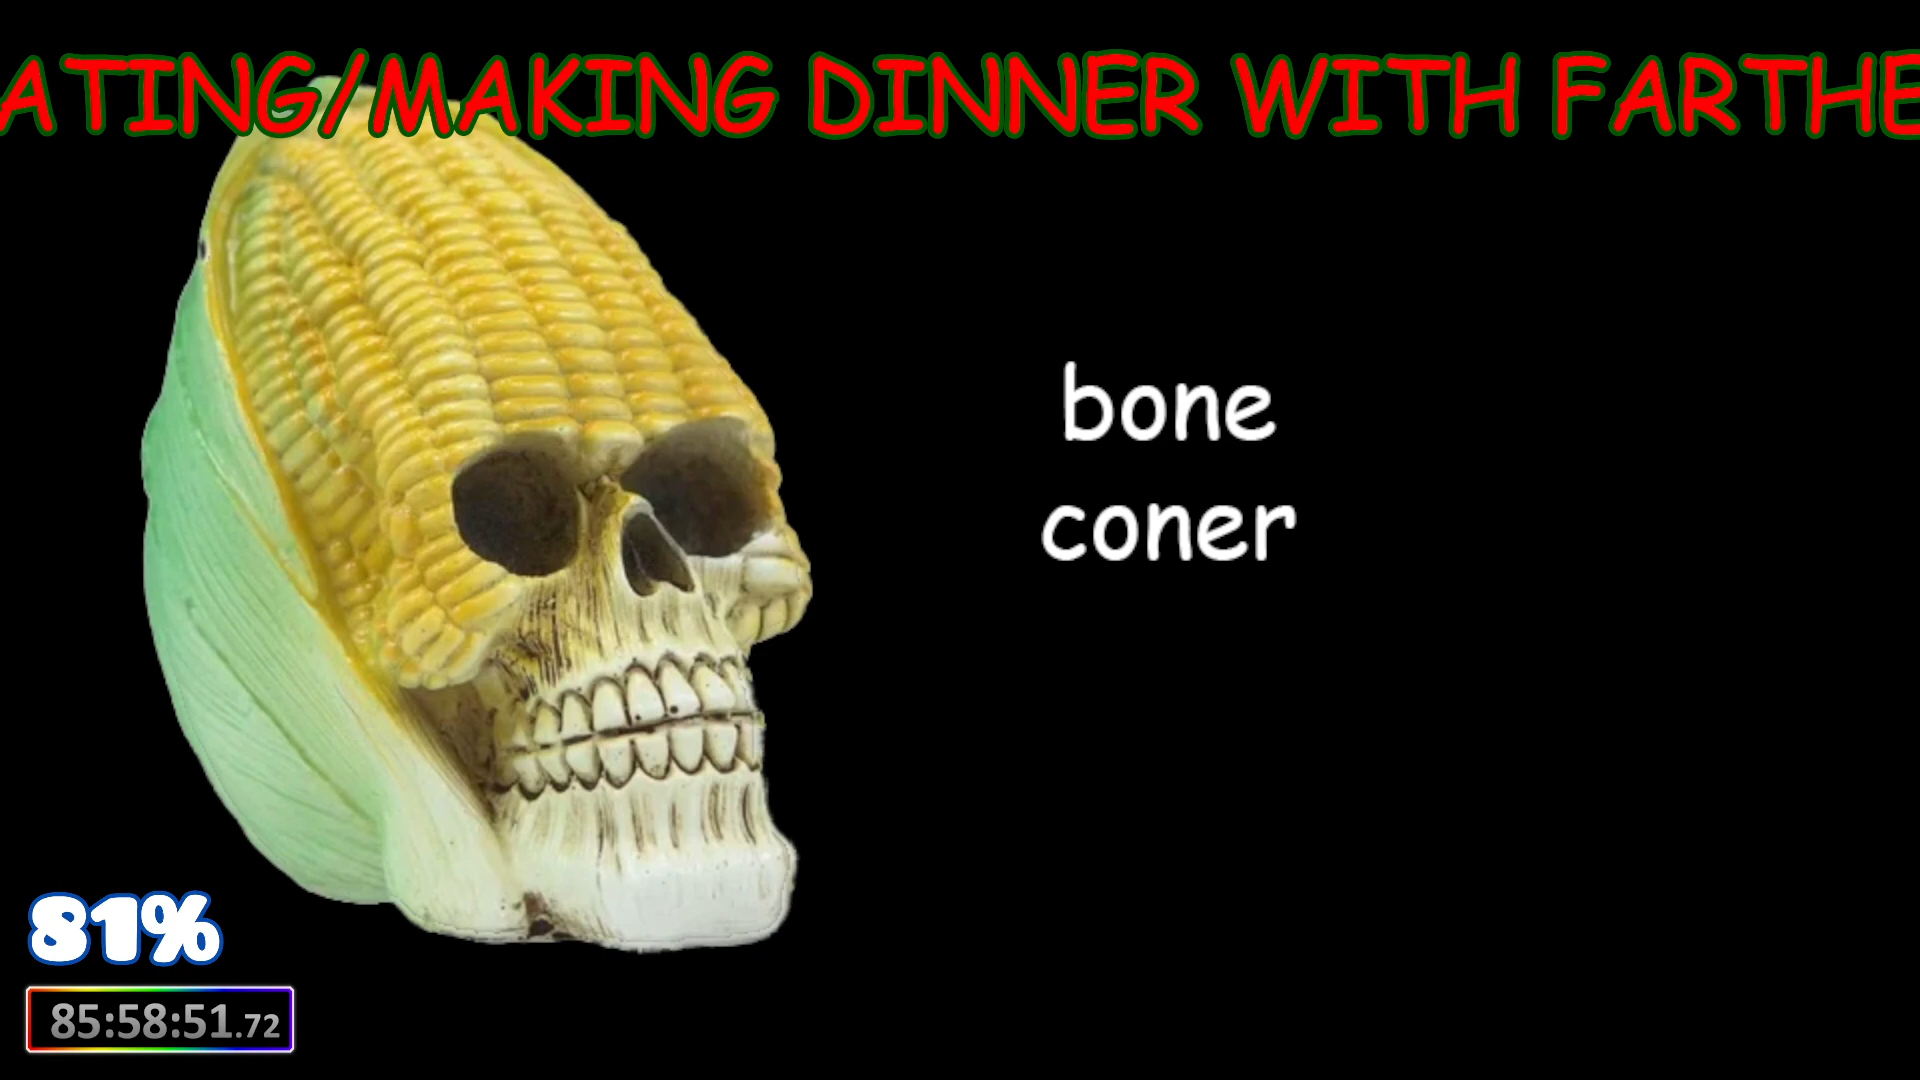 ATING/MAKING DINNER WITH FARTHE
bone
coner
81%
85:58:51.72